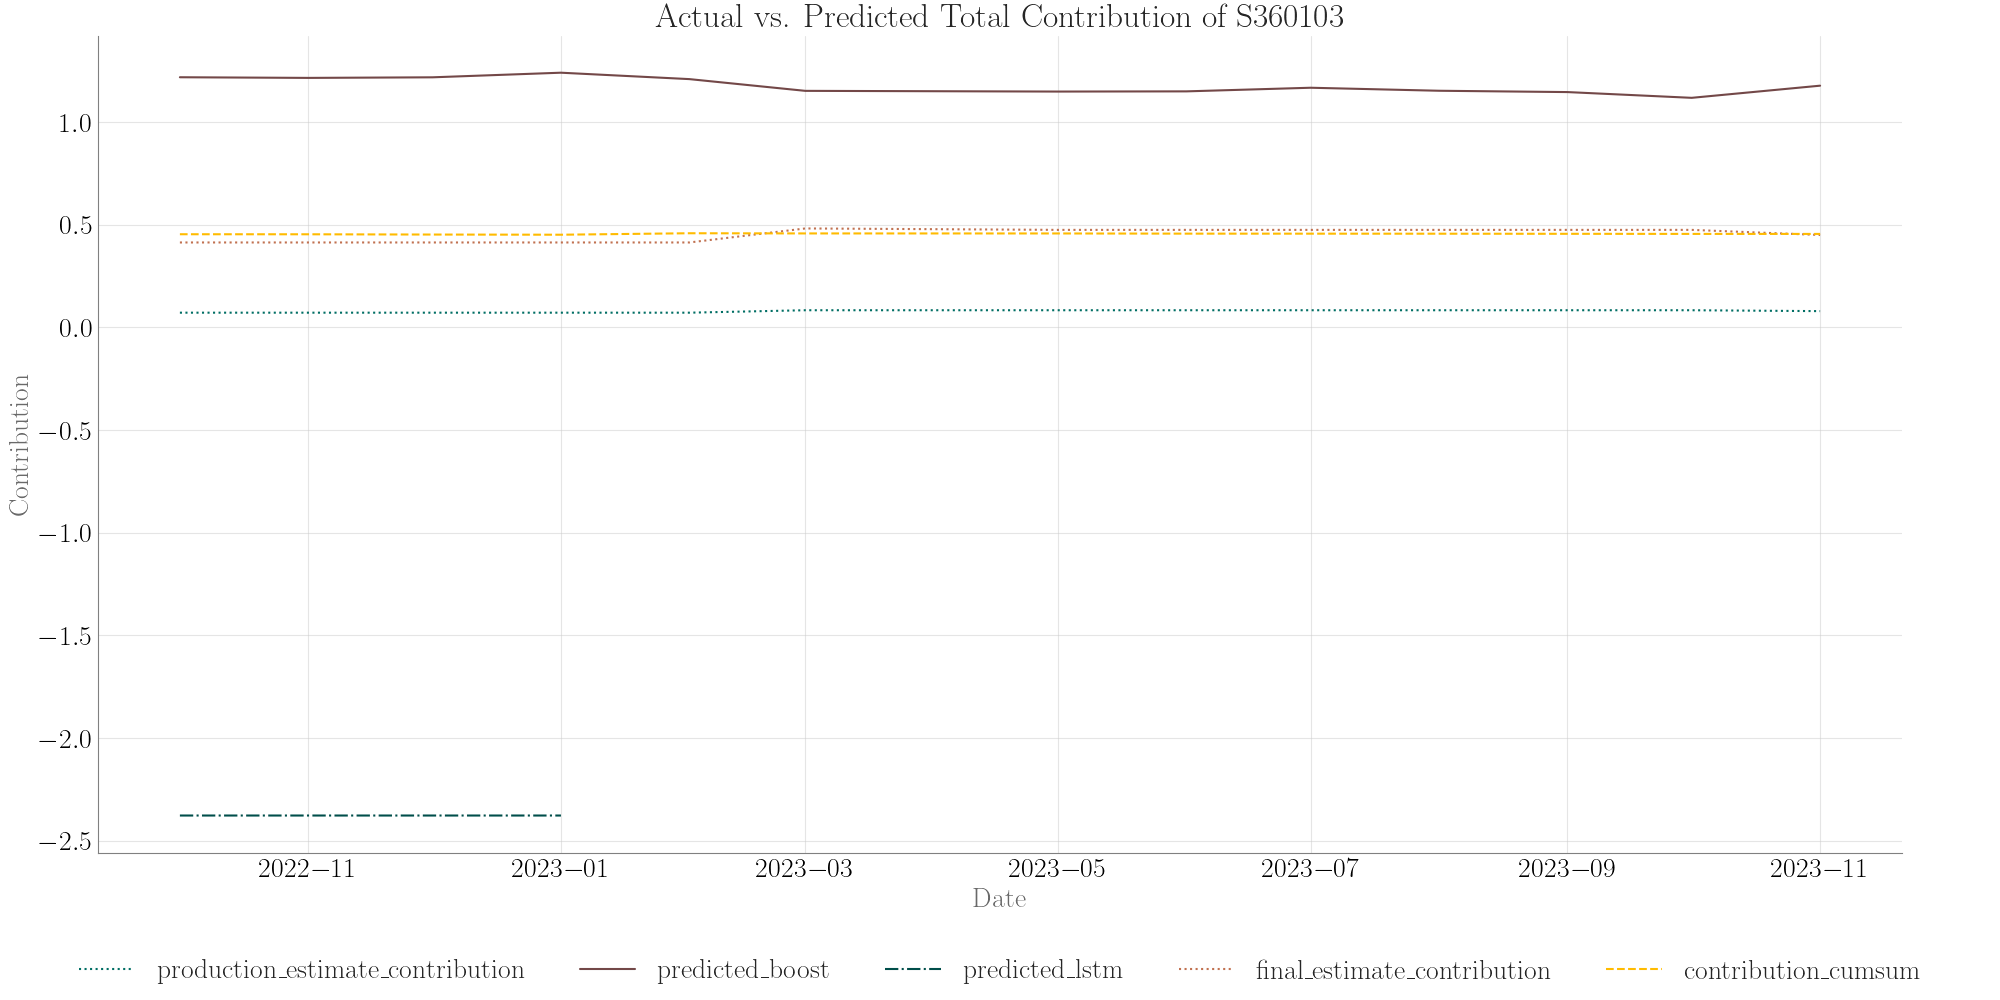 Actual vs. Predicted Total Contribution of S360103
1.0
0.5
0.0
−0.5
−1.0
−1.5
−2.0
−2.5
Contribution
2022−11 2023−01 2023−03 2023−05 2023−07 2023−09 2023−11
Date
production_estimate_contribution predicted_boost predicted_lstm final_estimate_contribution contribution_cumsum